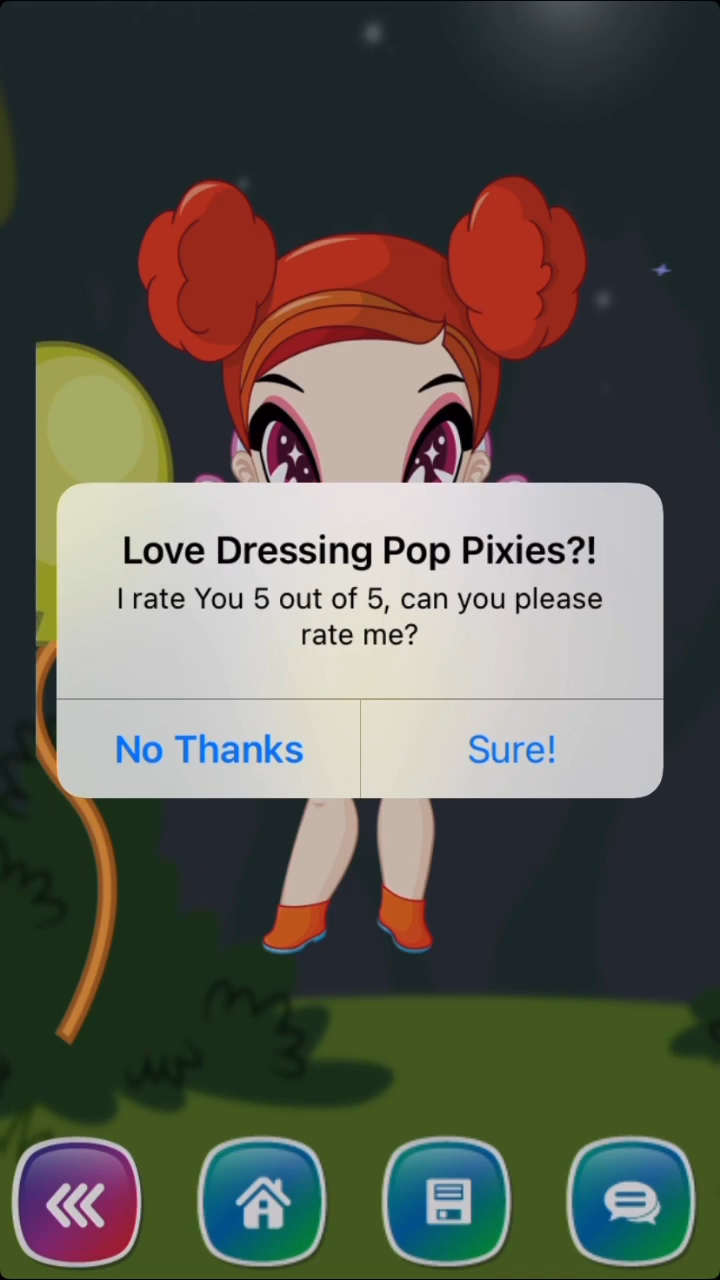 Love Dressing Pop Pixies?!
I rate You 5 out of 5, can you please
rate me?
No Thanks
Sure!